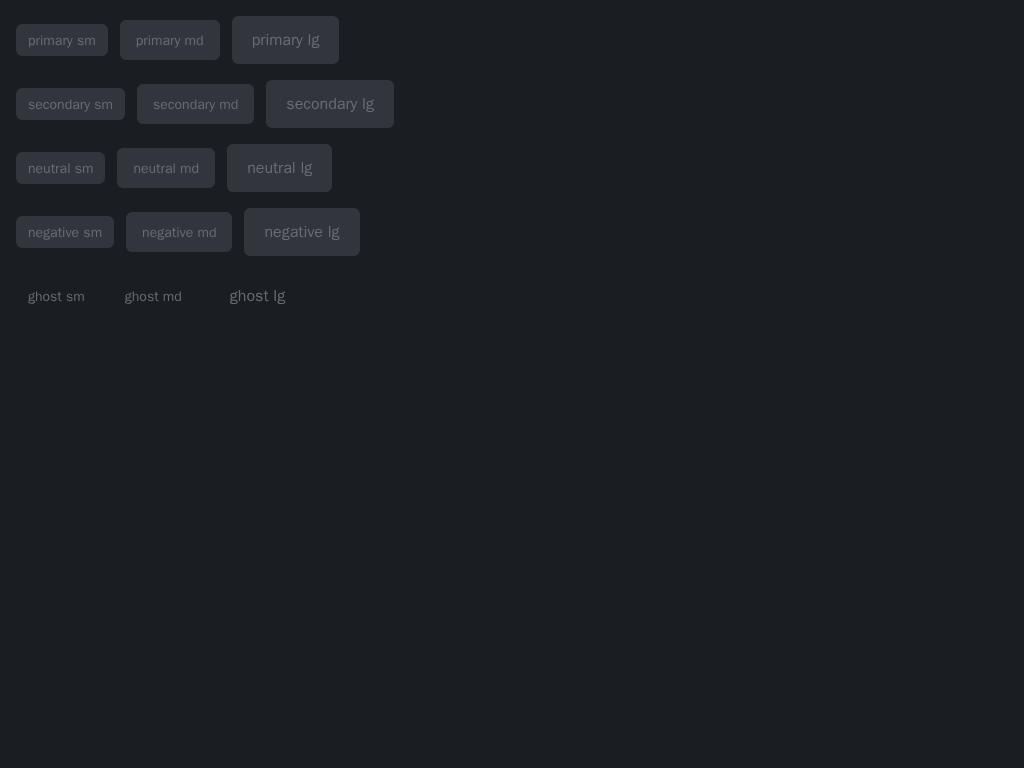 primary sm primary md primary lg
secondary sm secondary md secondary lg
neutral sm neutral md neutral lg
negative sm negative md negative lg
ghost sm ghost md ghost lg